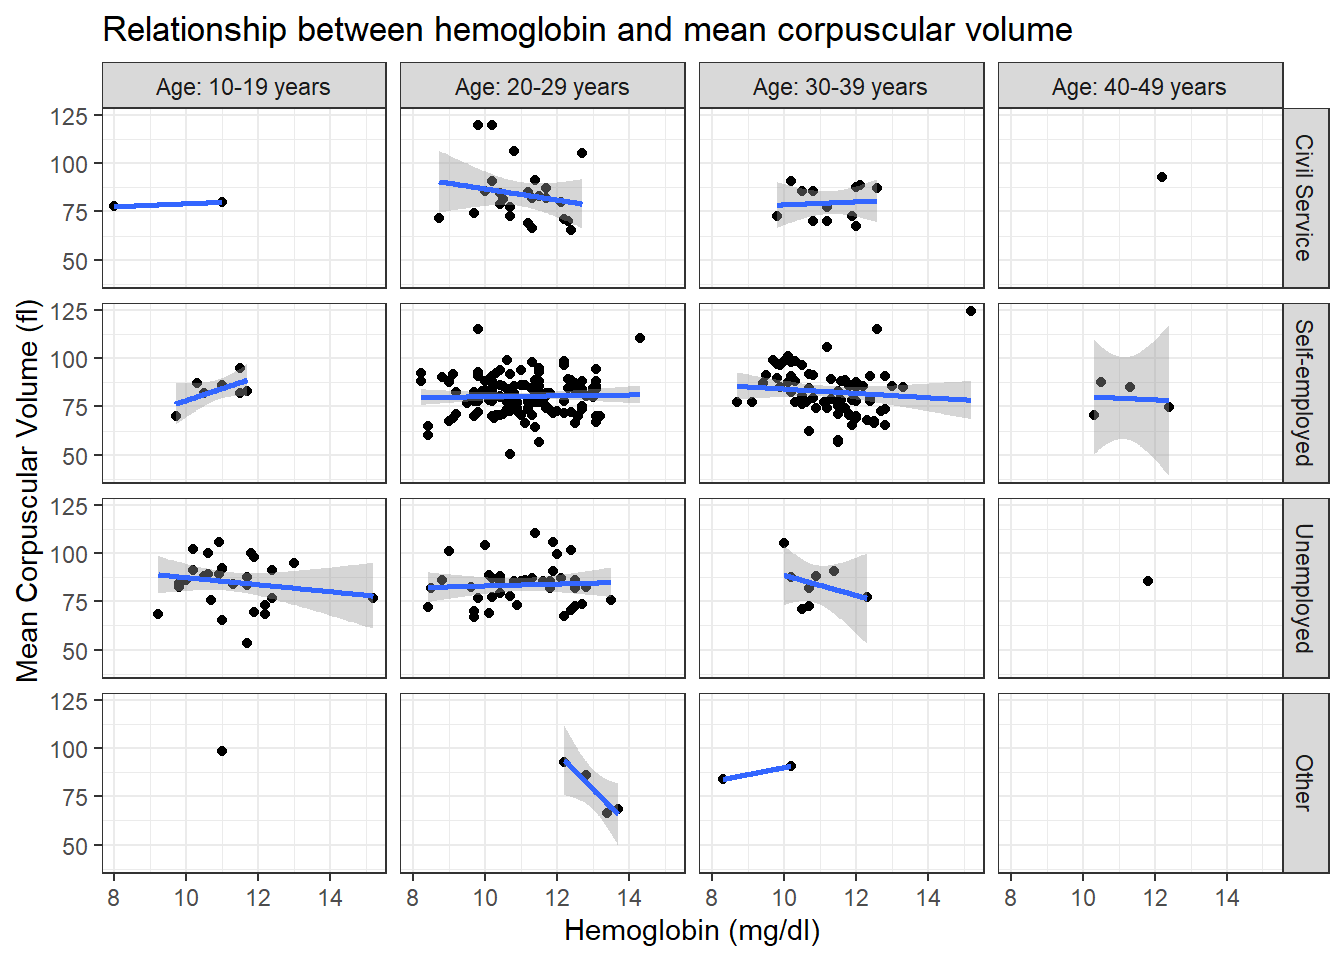 Relationship between hemoglobin and mean corpuscular volume
Age: 10-19 years
Age: 20-29 years
Age: 30-39 years
Age: 40-49 years
125
100
75
50
Civil Service
125
100
75
50
Self-employed
125
100
75
50
Unemployed
125
100
75
50
Other
Mean Corpuscular Volume (fl)
8 10 12 14
8 10 12 14
8 10 12 14
8 10 12 14
Hemoglobin (mg/dl)